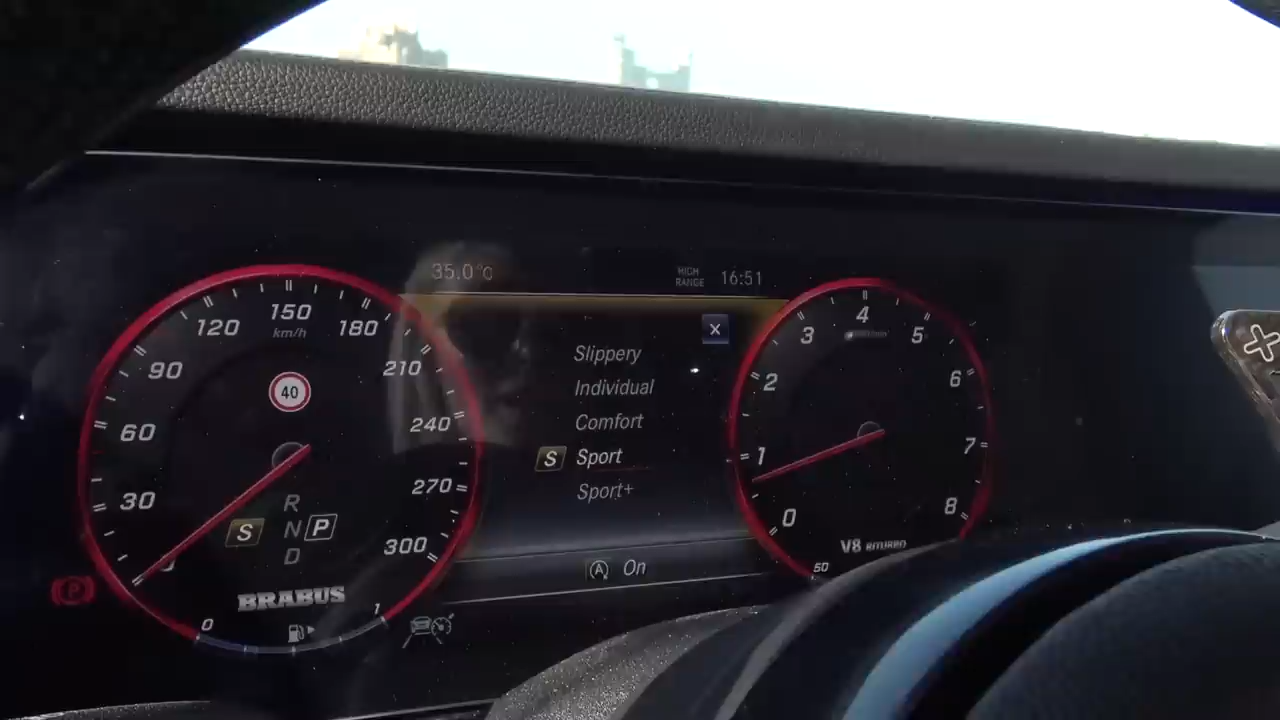 35.0°C
HIGH
RANGE
16:51
0
30
60
90
120
150
180
210
240
270
300
km/h
40
S
R
N
P
D
BRABUS
0
1
P
X
Slippery
Individual
Comfort
S Sport
Sport+
A On
0
1
2
3
4
5
6
7
8
V8 BITURBO
50